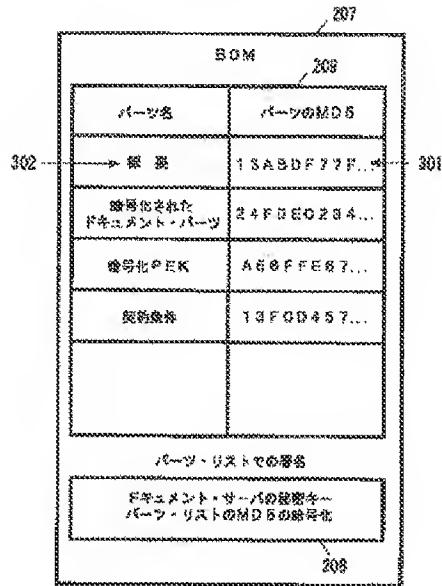 207
BOM
209
パーツ名 パーツのMD5
302 概要 13ABDF77F... 301
暗号化された
ドキュメント・パーツ 24FDEC234...
暗号化PEK A66FFE67...
契約条件 13FCD457...
パーツ・リストでの署名
ドキュメント・サーバの秘密キー
パーツ・リストのMD5の暗号化
208